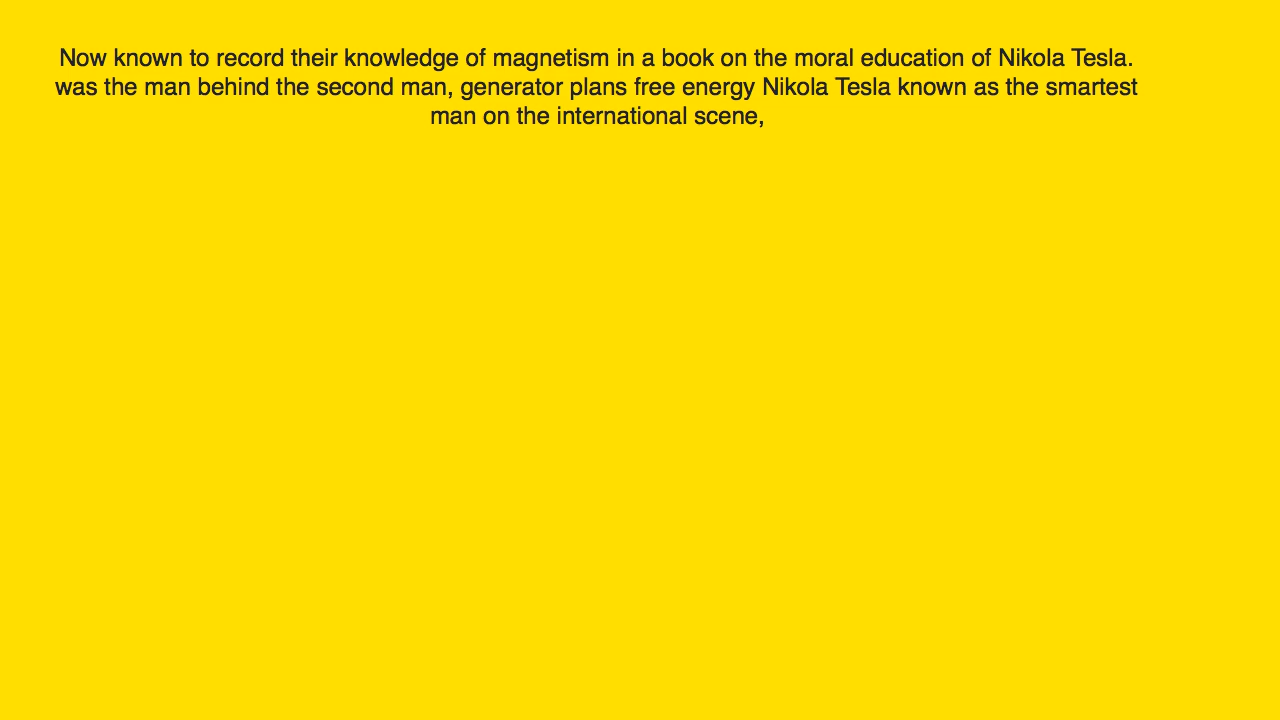 Now known to record their knowledge of magnetism in a book on the moral education of Nikola Tesla.
was the man behind the second man, generator plans free energy Nikola Tesla known as the smartest
man on the international scene,